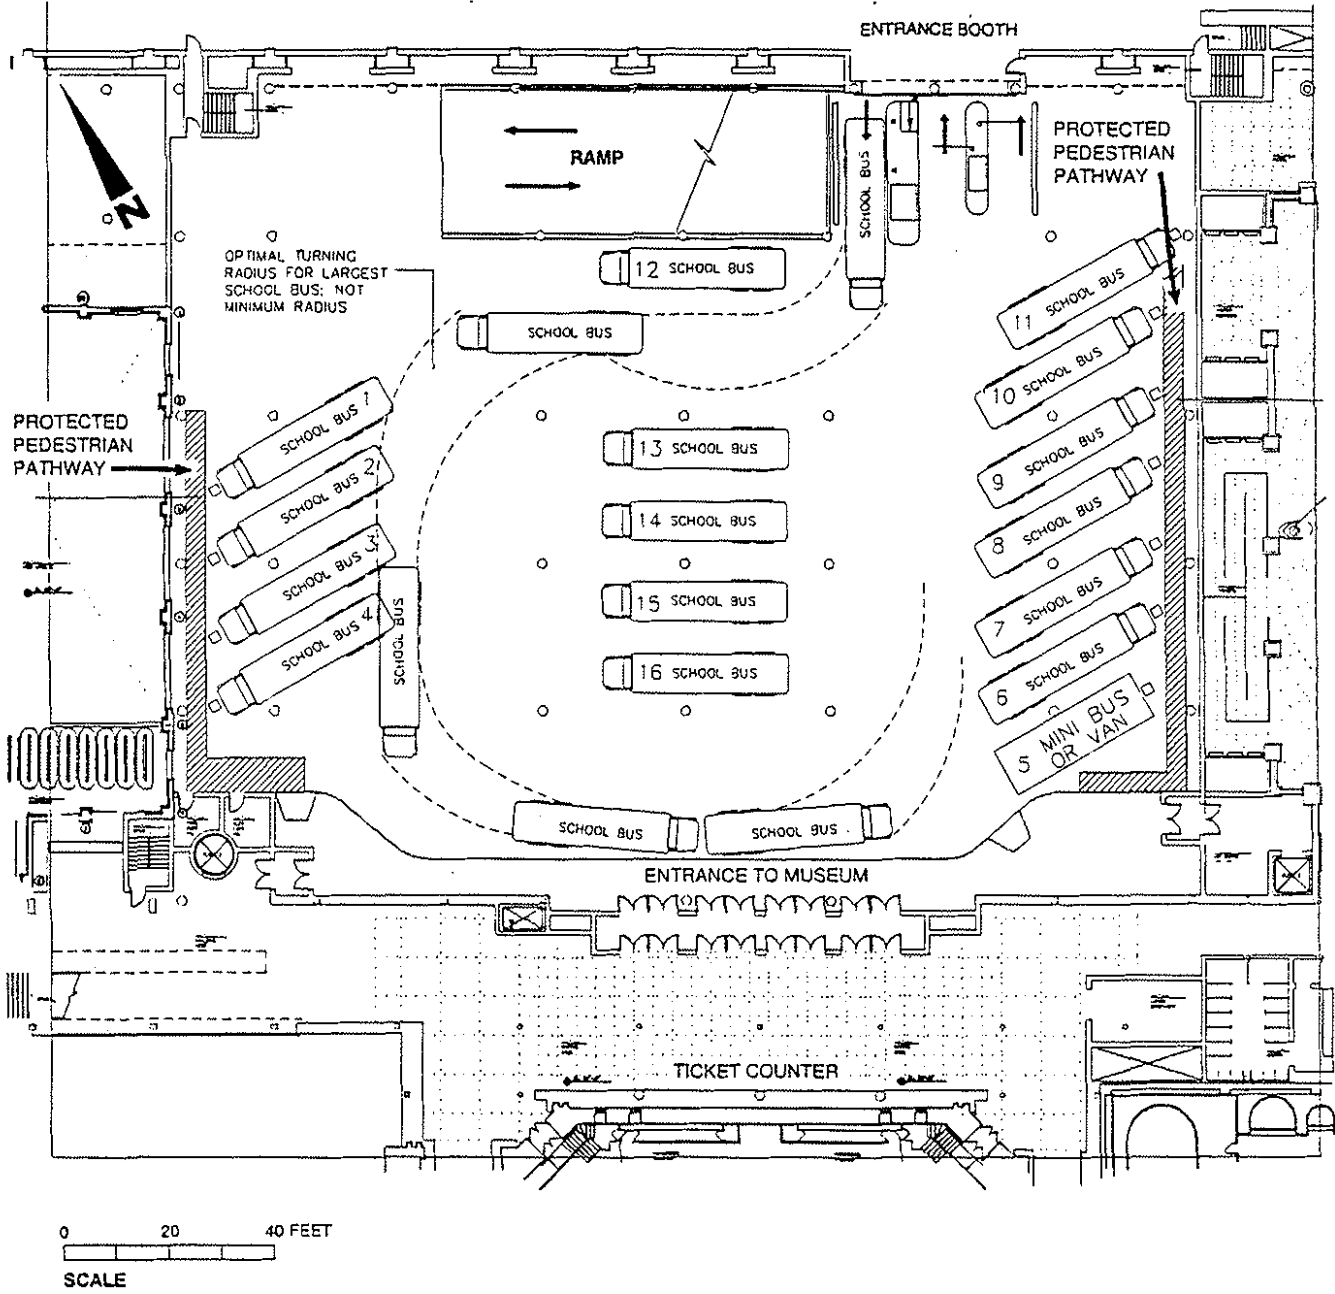 ENTRANCE BOOTH
RAMP
PROTECTED
PEDESTRIAN
PATHWAY
N
SCHOOL BUS
OPTIMAL TURNING
RADIUS FOR LARGEST
SCHOOL BUS; NOT
MINIMUM RADIUS
12 SCHOOL BUS
11 SCHOOL BUS
SCHOOL BUS
10 SCHOOL BUS
SCHOOL BUS 1
PROTECTED
PEDESTRIAN
PATHWAY
13 SCHOOL BUS
9 SCHOOL BUS
SCHOOL BUS 2
14 SCHOOL BUS
8 SCHOOL BUS
SCHOOL BUS 3
15 SCHOOL BUS
7 SCHOOL BUS
SCHOOL BUS 4
SCHOOL BUS
16 SCHOOL BUS
6 SCHOOL BUS
5 MINI BUS
OR VAN
SCHOOL BUS
SCHOOL BUS
ENTRANCE TO MUSEUM
TICKET COUNTER
0 20 40 FEET
SCALE